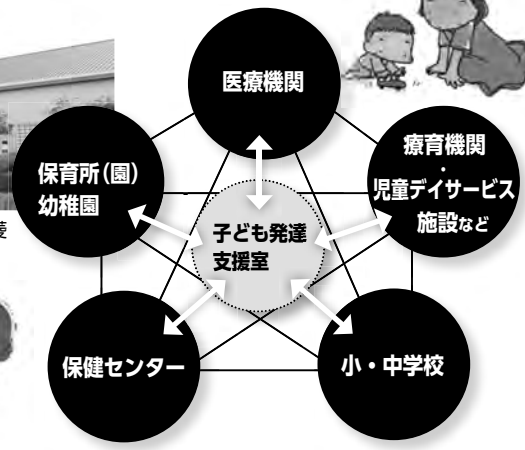 医療機関
保育所(園)
幼稚園
療育機関
・
児童デイサービス
施設など
子ども発達
支援室
保健センター
小・中学校